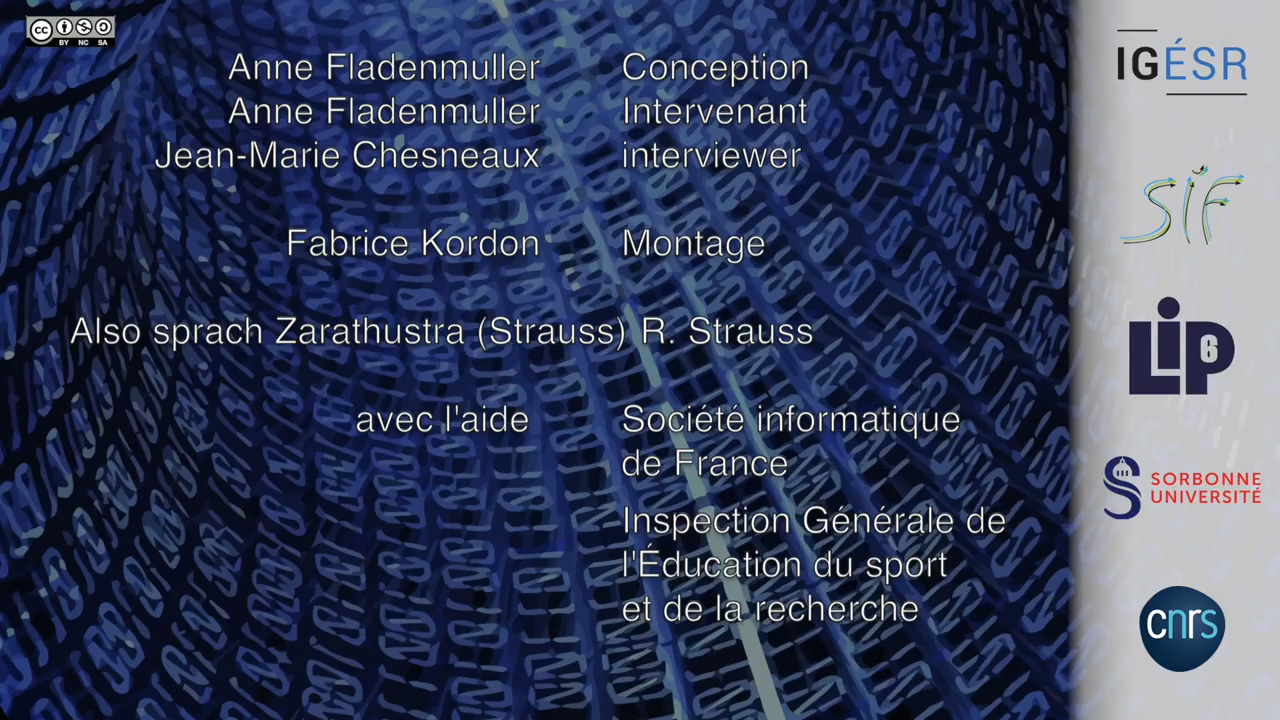 cc
BY NC SA
Anne Fladenmuller Conception
Anne Fladenmuller Intervenant
Jean-Marie Chesneaux interviewer
Fabrice Kordon Montage
Also sprach Zarathustra (Strauss) R. Strauss
avec l'aide Société informatique
de France
Inspection Générale de
l'Éducation du sport
et de la recherche
IGÉSR
SIF
LIP6
SORBONNE
UNIVERSITÉ
cnrs